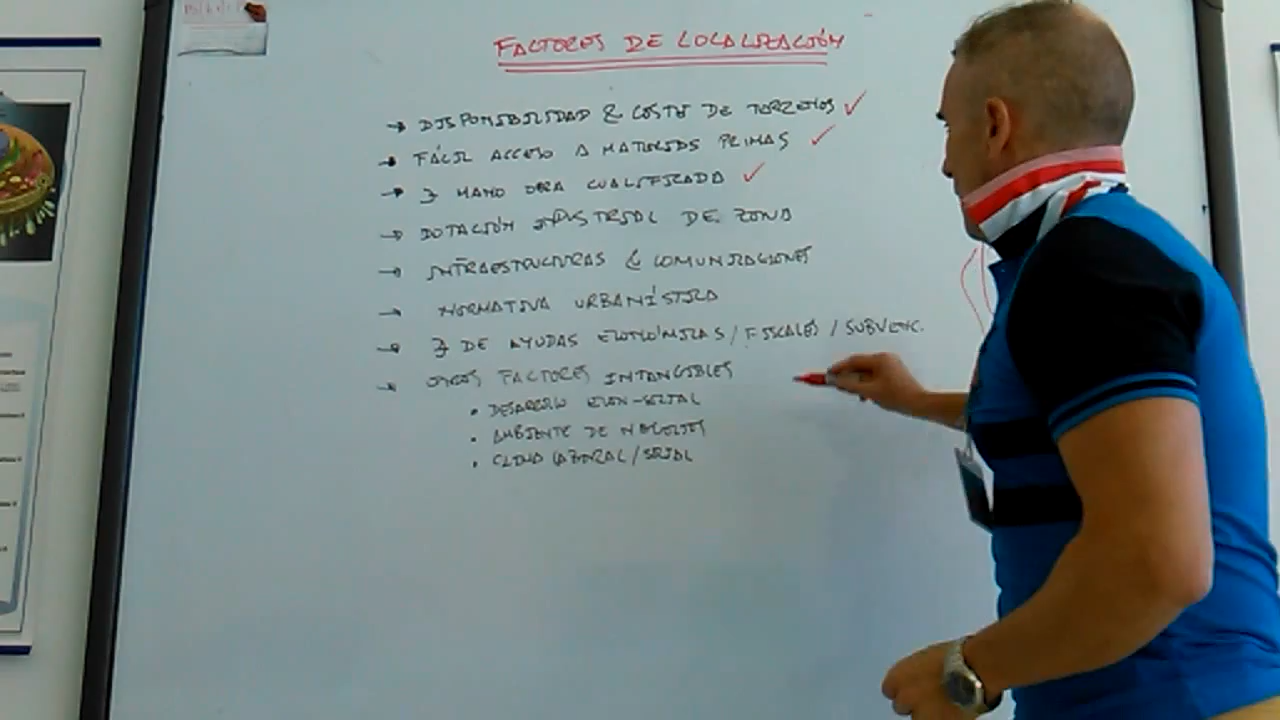 FACTORES DE LOCALIZACIÓN
→ DISPONIBILIDAD & COSTE DE TERRENOS ✓
→ FÁCIL ACCESO A MATERIAS PRIMAS ✓
→ ∃ MANO OBRA CUALIFICADA ✓
→ DOTACIÓN INDUSTRIAL DE ZONA
→ INFRAESTRUCTURAS & COMUNICACIONES
→ NORMATIVA URBANÍSTICA
→ ∃ DE AYUDAS ECONÓMICAS / FISCALES / SUBVENC.
→ OTROS FACTORES INTANGIBLES
• DESARROLLO ECON-SOCIAL
• AMBIENTE DE NEGOCIOS
• CLIMA LABORAL / SOCIAL